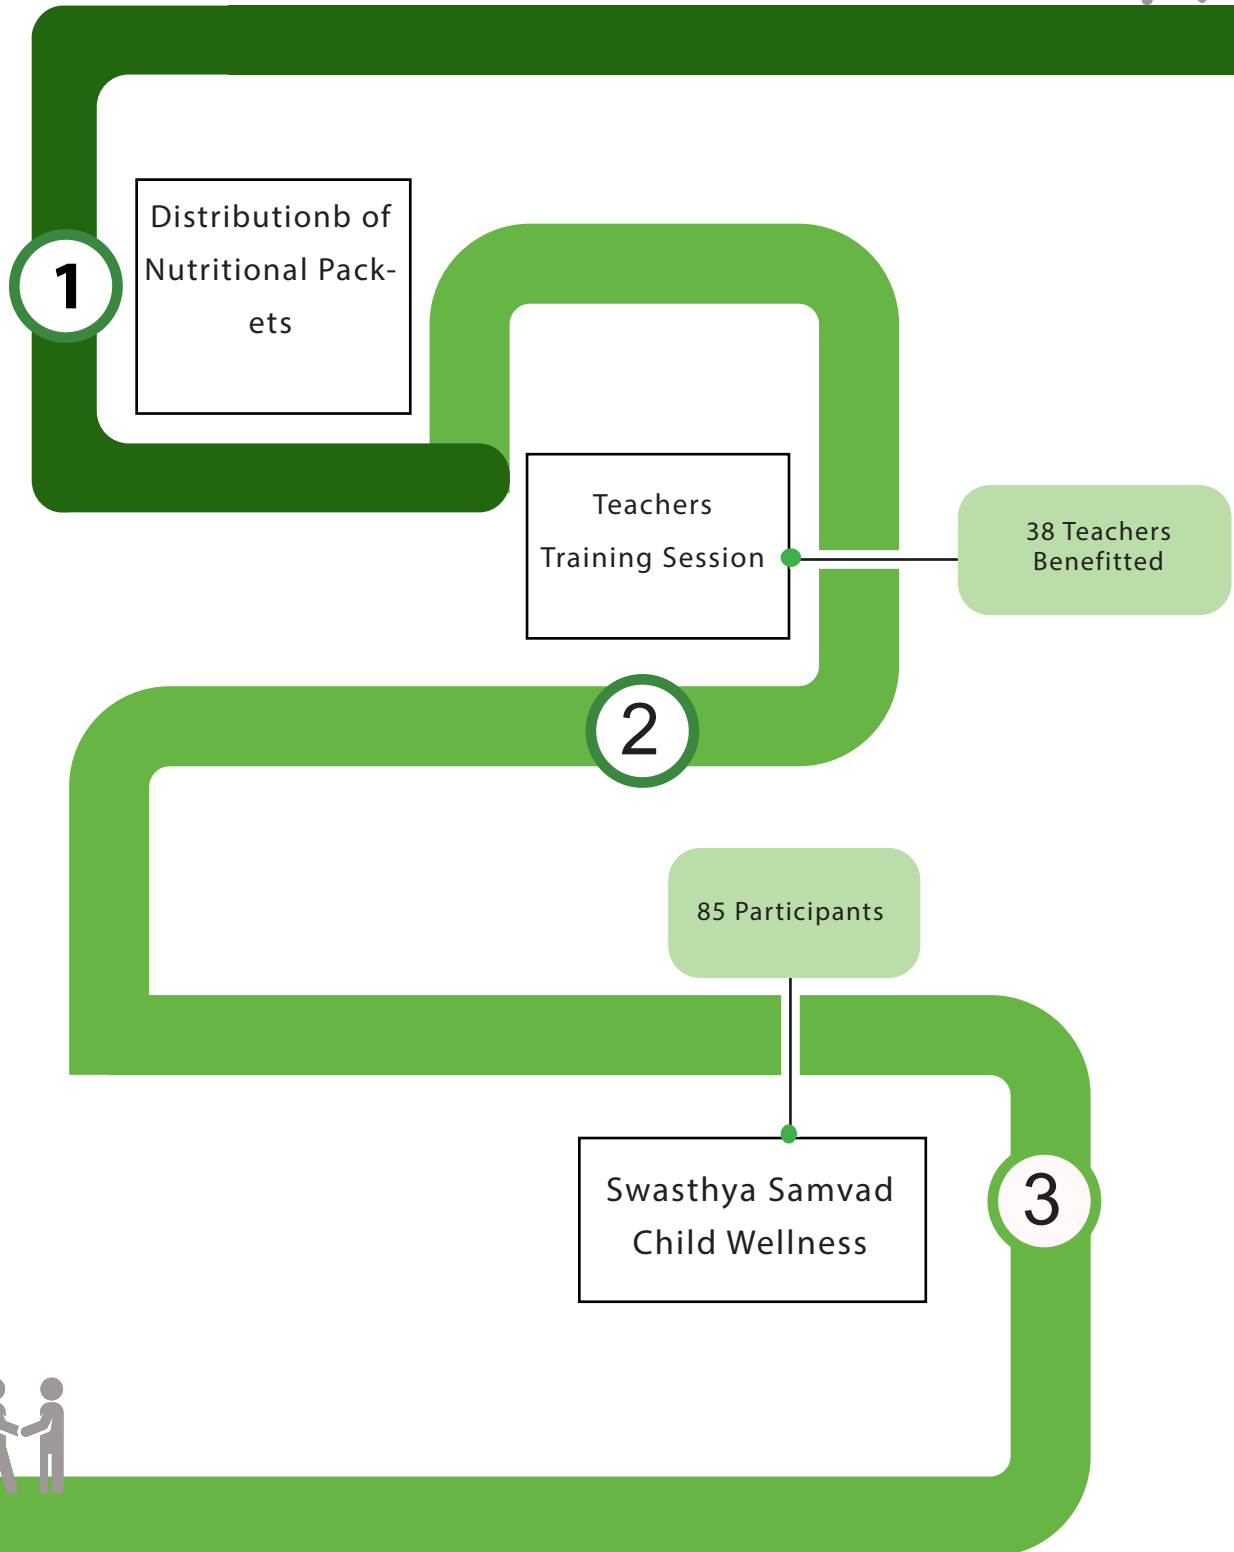 1
Distributionb of
Nutritional Pack-
ets
Teachers
Training Session
38 Teachers
Benefitted
2
85 Participants
Swasthya Samvad
Child Wellness
3